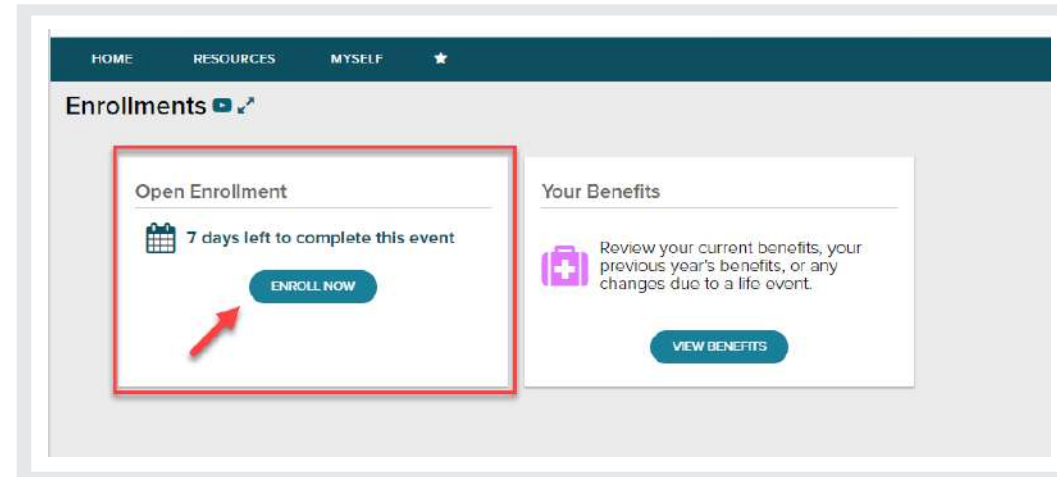 HOME RESOURCES MYSELF
Enrollments
Open Enrollment
7 days left to complete this event
ENROLL NOW
Your Benefits
Review your current benefits, your
previous year's benefits, or any
changes due to a life event.
VIEW BENEFITS